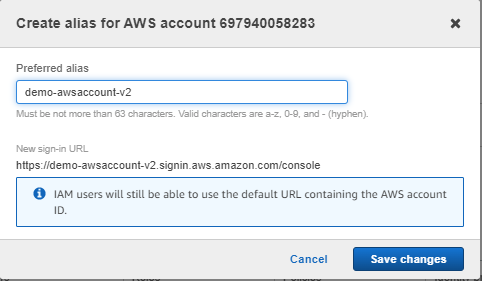 Create alias for AWS account 697940058283
Preferred alias
demo-awsaccount-v2
Must be not more than 63 characters. Valid characters are a-z, 0-9, and - (hyphen).
New sign-in URL
https://demo-awsaccount-v2.signin.aws.amazon.com/console
IAM users will still be able to use the default URL containing the AWS account
ID.
Cancel
Save changes